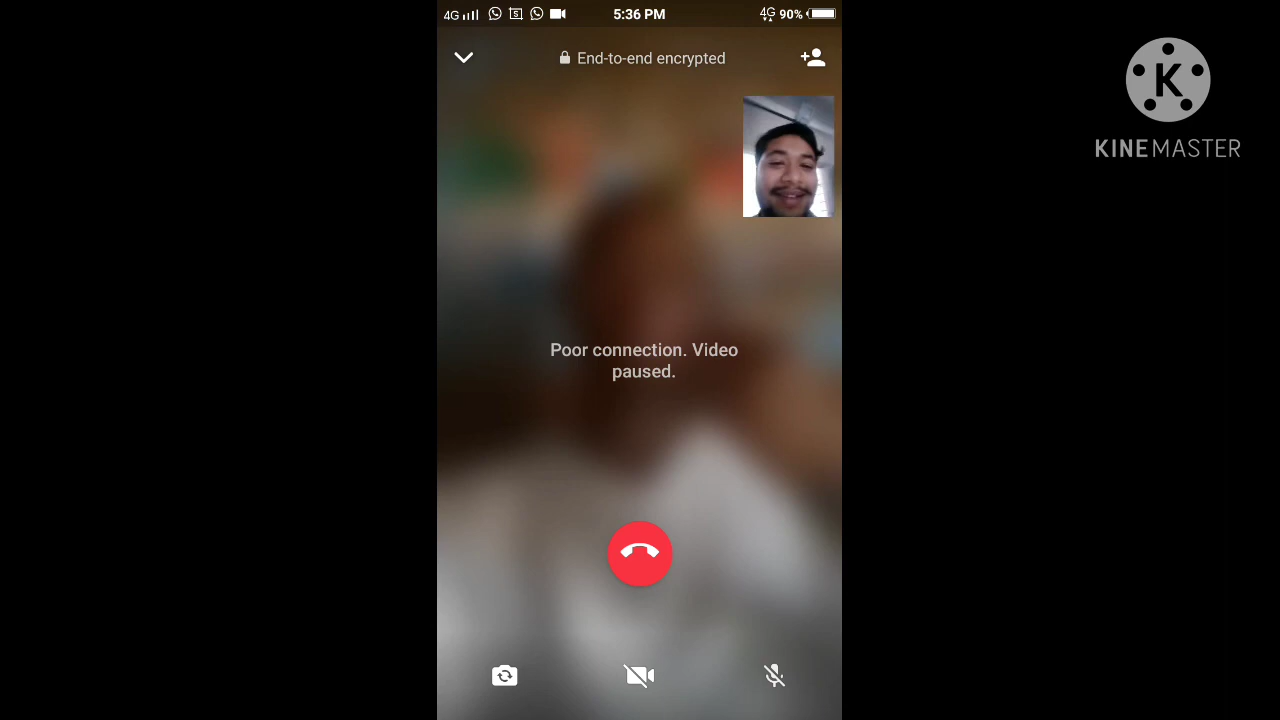 4G 5:36 PM 4G 90%
End-to-end encrypted
K
KINEMASTER
Poor connection. Video
paused.